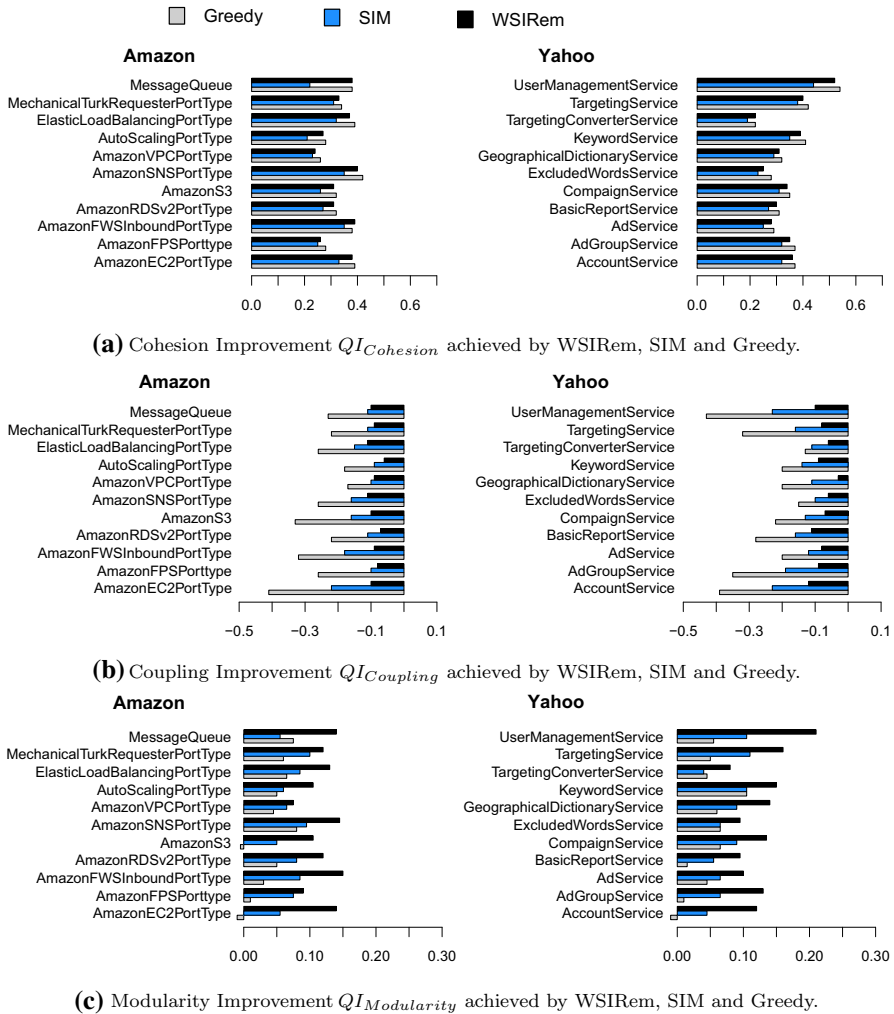 Greedy SIM WSIRem
Amazon
MessageQueue
MechanicalTurkRequesterPortType
ElasticLoadBalancingPortType
AutoScalingPortType
AmazonVPCPortType
AmazonSNSPortType
AmazonS3
AmazonRDSv2PortType
AmazonFWSInboundPortType
AmazonFPSPorttype
AmazonEC2PortType
0.0 0.2 0.4 0.6
Yahoo
UserManagementService
TargetingService
TargetingConverterService
KeywordService
GeographicalDictionaryService
ExcludedWordsService
CompaignService
BasicReportService
AdService
AdGroupService
AccountService
0.0 0.2 0.4 0.6
(a) Cohesion Improvement QI_Cohesion achieved by WSIRem, SIM and Greedy.
Amazon
MessageQueue
MechanicalTurkRequesterPortType
ElasticLoadBalancingPortType
AutoScalingPortType
AmazonVPCPortType
AmazonSNSPortType
AmazonS3
AmazonRDSv2PortType
AmazonFWSInboundPortType
AmazonFPSPorttype
AmazonEC2PortType
−0.5 −0.3 −0.1 0.1
Yahoo
UserManagementService
TargetingService
TargetingConverterService
KeywordService
GeographicalDictionaryService
ExcludedWordsService
CompaignService
BasicReportService
AdService
AdGroupService
AccountService
−0.5 −0.3 −0.1 0.1
(b) Coupling Improvement QI_Coupling achieved by WSIRem, SIM and Greedy.
Amazon
MessageQueue
MechanicalTurkRequesterPortType
ElasticLoadBalancingPortType
AutoScalingPortType
AmazonVPCPortType
AmazonSNSPortType
AmazonS3
AmazonRDSv2PortType
AmazonFWSInboundPortType
AmazonFPSPorttype
AmazonEC2PortType
0.00 0.10 0.20 0.30
Yahoo
UserManagementService
TargetingService
TargetingConverterService
KeywordService
GeographicalDictionaryService
ExcludedWordsService
CompaignService
BasicReportService
AdService
AdGroupService
AccountService
0.00 0.10 0.20 0.30
(c) Modularity Improvement QI_Modularity achieved by WSIRem, SIM and Greedy.